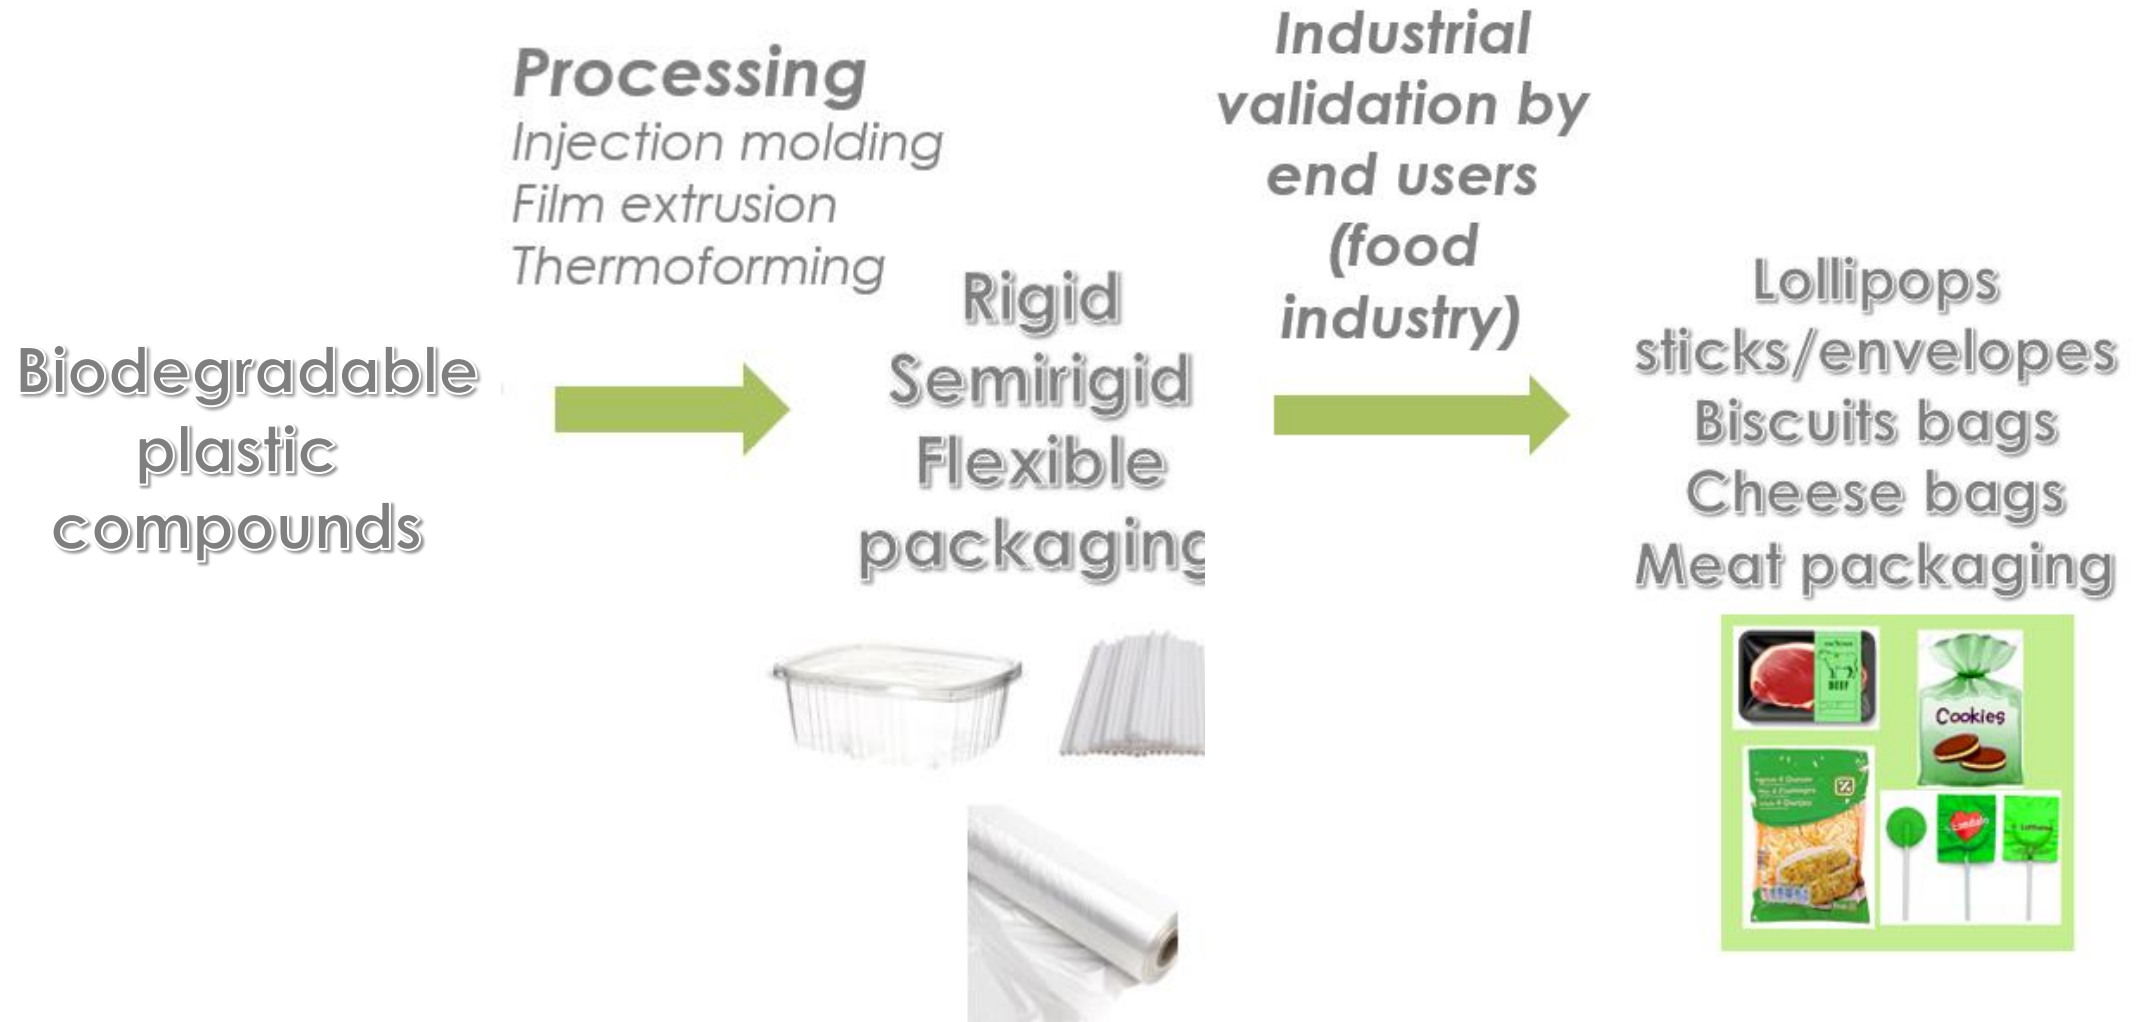 Processing
Injection molding
Film extrusion
Thermoforming
Industrial
validation by
end users
(food
industry)
Biodegradable
plastic
compounds
Rigid
Semirigid
Flexible
packaging
Lollipops
sticks/envelopes
Biscuits bags
Cheese bags
Meat packaging
BEEF
Cookies